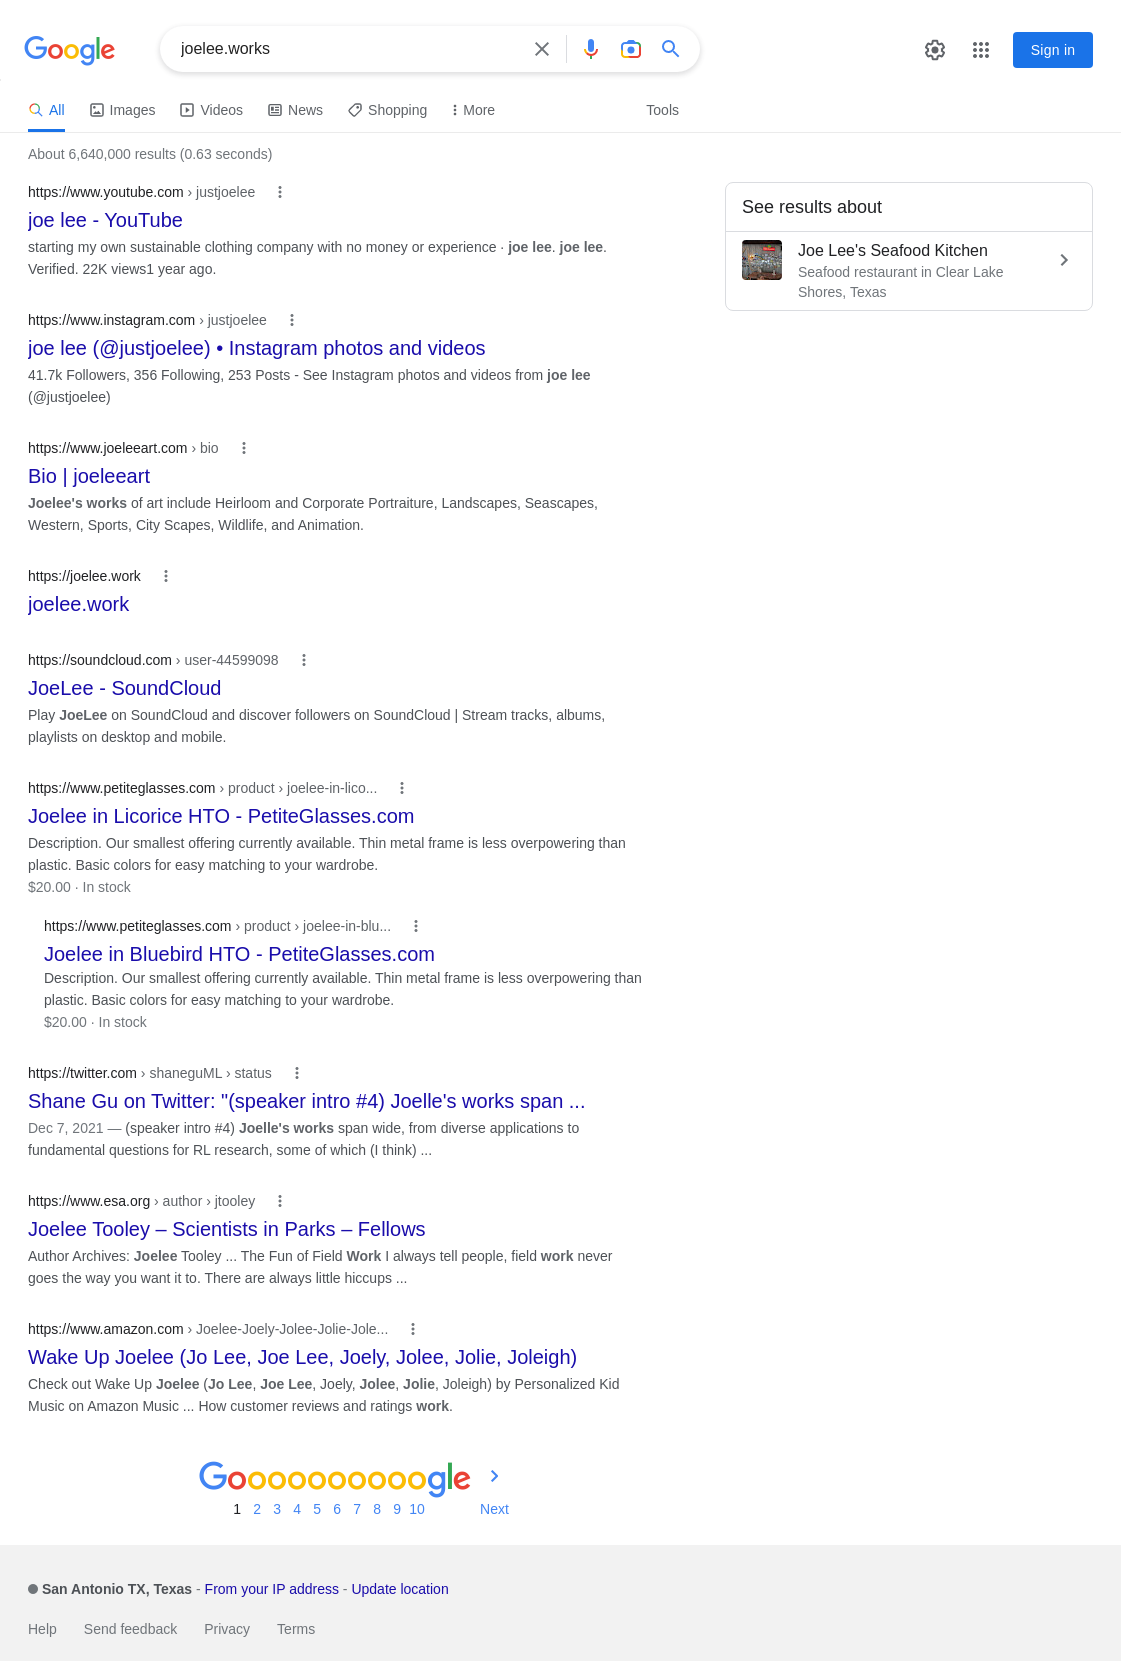 Google
joelee.works
Sign in
All
Images
Videos
News
Shopping
More
Tools
About 6,640,000 results (0.63 seconds)
https://www.youtube.com › justjoelee
joe lee - YouTube
starting my own sustainable clothing company with no money or experience · joe lee. joe lee.
Verified. 22K views1 year ago.
https://www.instagram.com › justjoelee
joe lee (@justjoelee) • Instagram photos and videos
41.7k Followers, 356 Following, 253 Posts - See Instagram photos and videos from joe lee
(@justjoelee)
https://www.joeleeart.com › bio
Bio | joeleeart
Joelee's works of art include Heirloom and Corporate Portraiture, Landscapes, Seascapes,
Western, Sports, City Scapes, Wildlife, and Animation.
https://joelee.work
joelee.work
https://soundcloud.com › user-44599098
JoeLee - SoundCloud
Play JoeLee on SoundCloud and discover followers on SoundCloud | Stream tracks, albums,
playlists on desktop and mobile.
https://www.petiteglasses.com › product › joelee-in-lico...
Joelee in Licorice HTO - PetiteGlasses.com
Description. Our smallest offering currently available. Thin metal frame is less overpowering than
plastic. Basic colors for easy matching to your wardrobe.
$20.00 · In stock
https://www.petiteglasses.com › product › joelee-in-blu...
Joelee in Bluebird HTO - PetiteGlasses.com
Description. Our smallest offering currently available. Thin metal frame is less overpowering than
plastic. Basic colors for easy matching to your wardrobe.
$20.00 · In stock
https://twitter.com › shaneguML › status
Shane Gu on Twitter: "(speaker intro #4) Joelle's works span ...
Dec 7, 2021 — (speaker intro #4) Joelle's works span wide, from diverse applications to
fundamental questions for RL research, some of which (I think) ...
https://www.esa.org › author › jtooley
Joelee Tooley – Scientists in Parks – Fellows
Author Archives: Joelee Tooley ... The Fun of Field Work I always tell people, field work never
goes the way you want it to. There are always little hiccups ...
https://www.amazon.com › Joelee-Joely-Jolee-Jolie-Jole...
Wake Up Joelee (Jo Lee, Joe Lee, Joely, Jolee, Jolie, Joleigh)
Check out Wake Up Joelee (Jo Lee, Joe Lee, Joely, Jolee, Jolie, Joleigh) by Personalized Kid
Music on Amazon Music ... How customer reviews and ratings work.
See results about
Joe Lee's Seafood Kitchen
Seafood restaurant in Clear Lake
Shores, Texas
Goooooooooogle
1 2 3 4 5 6 7 8 9 10 Next
San Antonio TX, Texas - From your IP address - Update location
Help Send feedback Privacy Terms